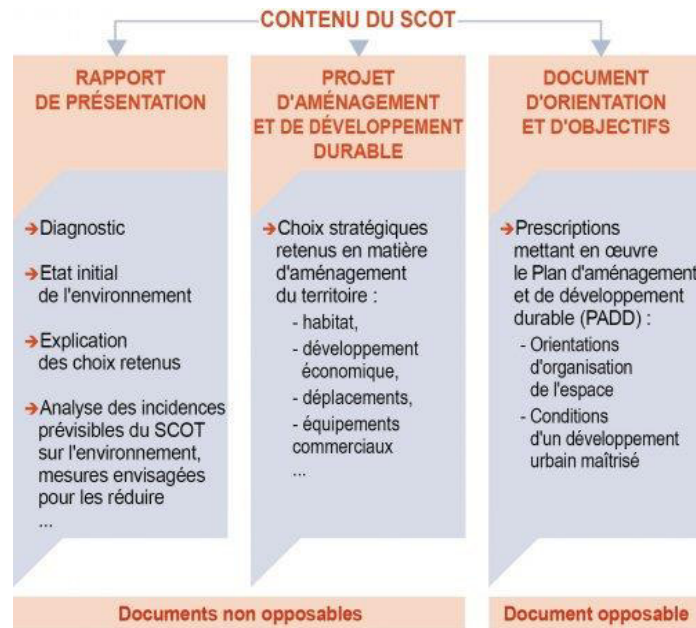 CONTENU DU SCOT
RAPPORT
DE PRÉSENTATION
➔Diagnostic
➔Etat initial
de l'environnement
➔Explication
des choix retenus
➔Analyse des incidences
prévisibles du SCOT
sur l'environnement,
mesures envisagées
pour les réduire
...
PROJET
D'AMÉNAGEMENT
ET DE DÉVELOPPEMENT
DURABLE
➔Choix stratégiques
retenus en matière
d'aménagement
du territoire :
- habitat,
- développement
économique,
- déplacements,
- équipements
commerciaux
...
DOCUMENT
D'ORIENTATION
ET D'OBJECTIFS
➔Prescriptions
mettant en œuvre
le Plan d'aménagement
et de développement
durable (PADD) :
- Orientations
d'organisation
de l'espace
- Conditions
d'un développement
urbain maîtrisé
Documents non opposables
Document opposable